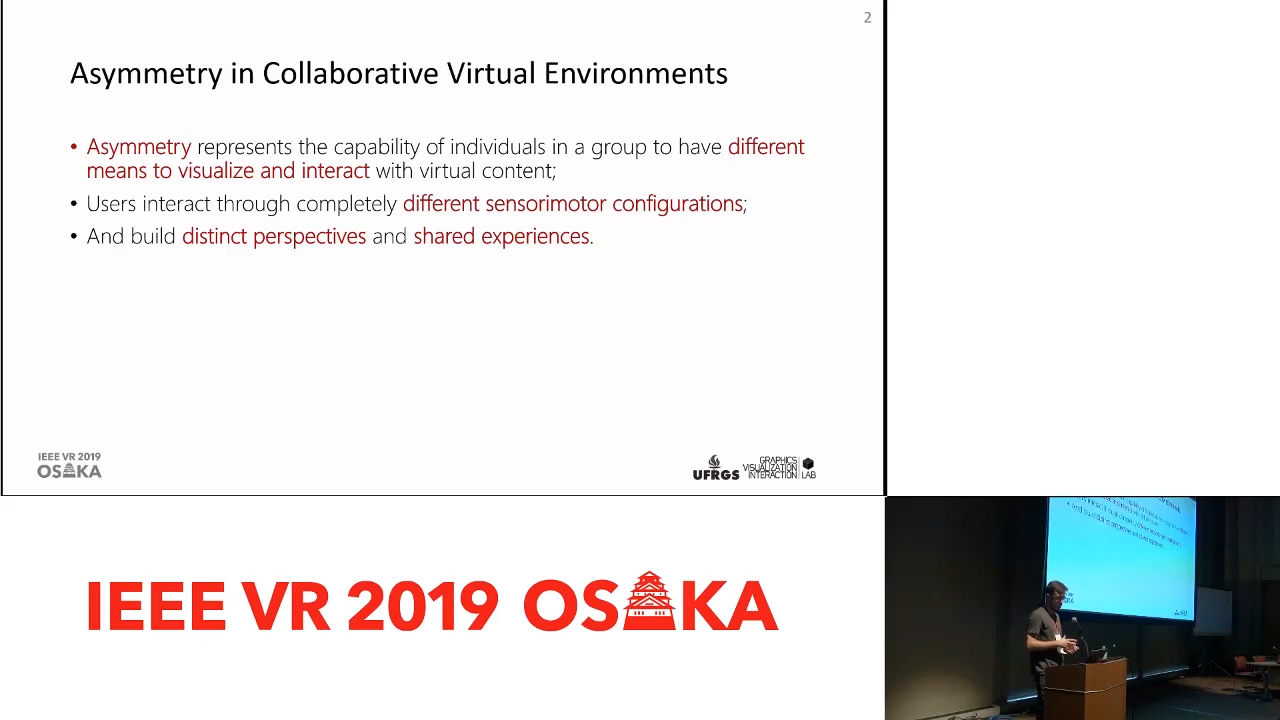 2
Asymmetry in Collaborative Virtual Environments
• Asymmetry represents the capability of individuals in a group to have different
means to visualize and interact with virtual content;
• Users interact through completely different sensorimotor configurations;
• And build distinct perspectives and shared experiences.
IEEE VR 2019
OSAKA
UFRGS
GRAPHICS
VISUALIZATION
INTERACTION LAB
IEEE VR 2019 OSAKA